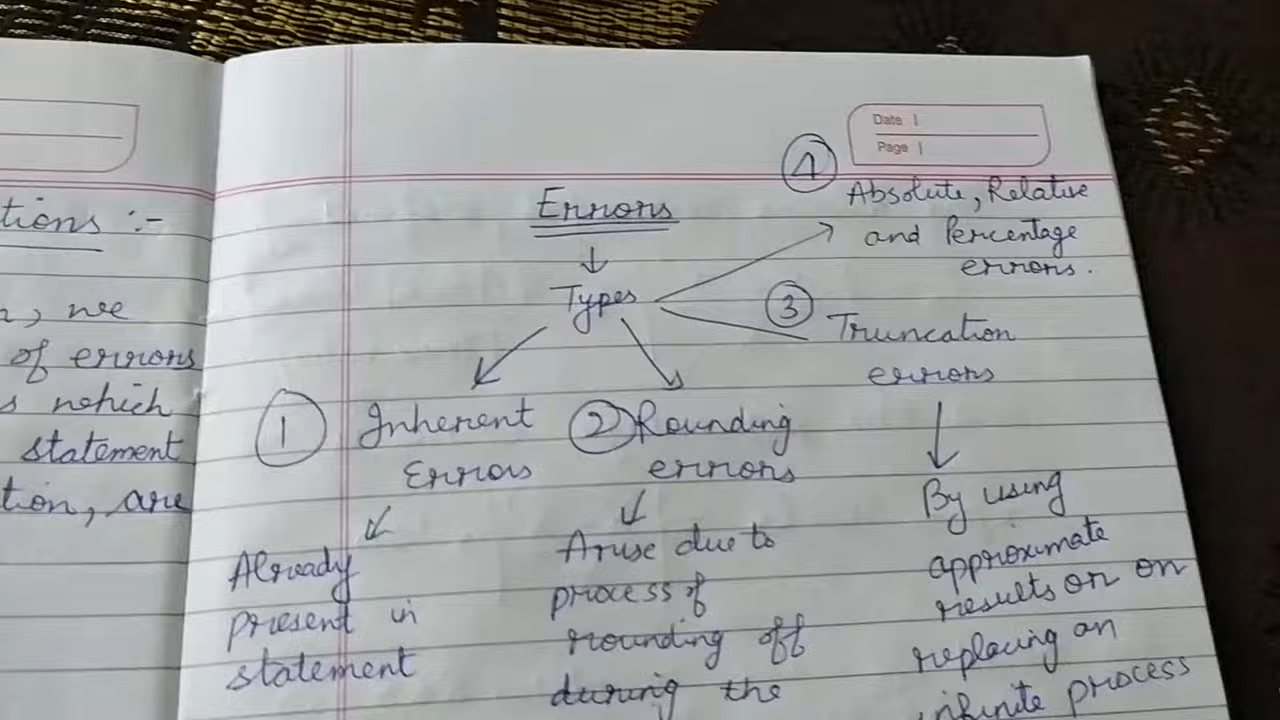 tions :-
, we
of errors
s which
statement
tion, are
Date
Page
Errors
Types
4
Absolute, Relative
and Percentage
errors.
3
Truncation
errors
By using
approximate
results or on
replacing an
infinite process
1
Inherent
Errors
Already
present in
statement
2
Rounding
errors
Arise due to
process of
rounding off
during the